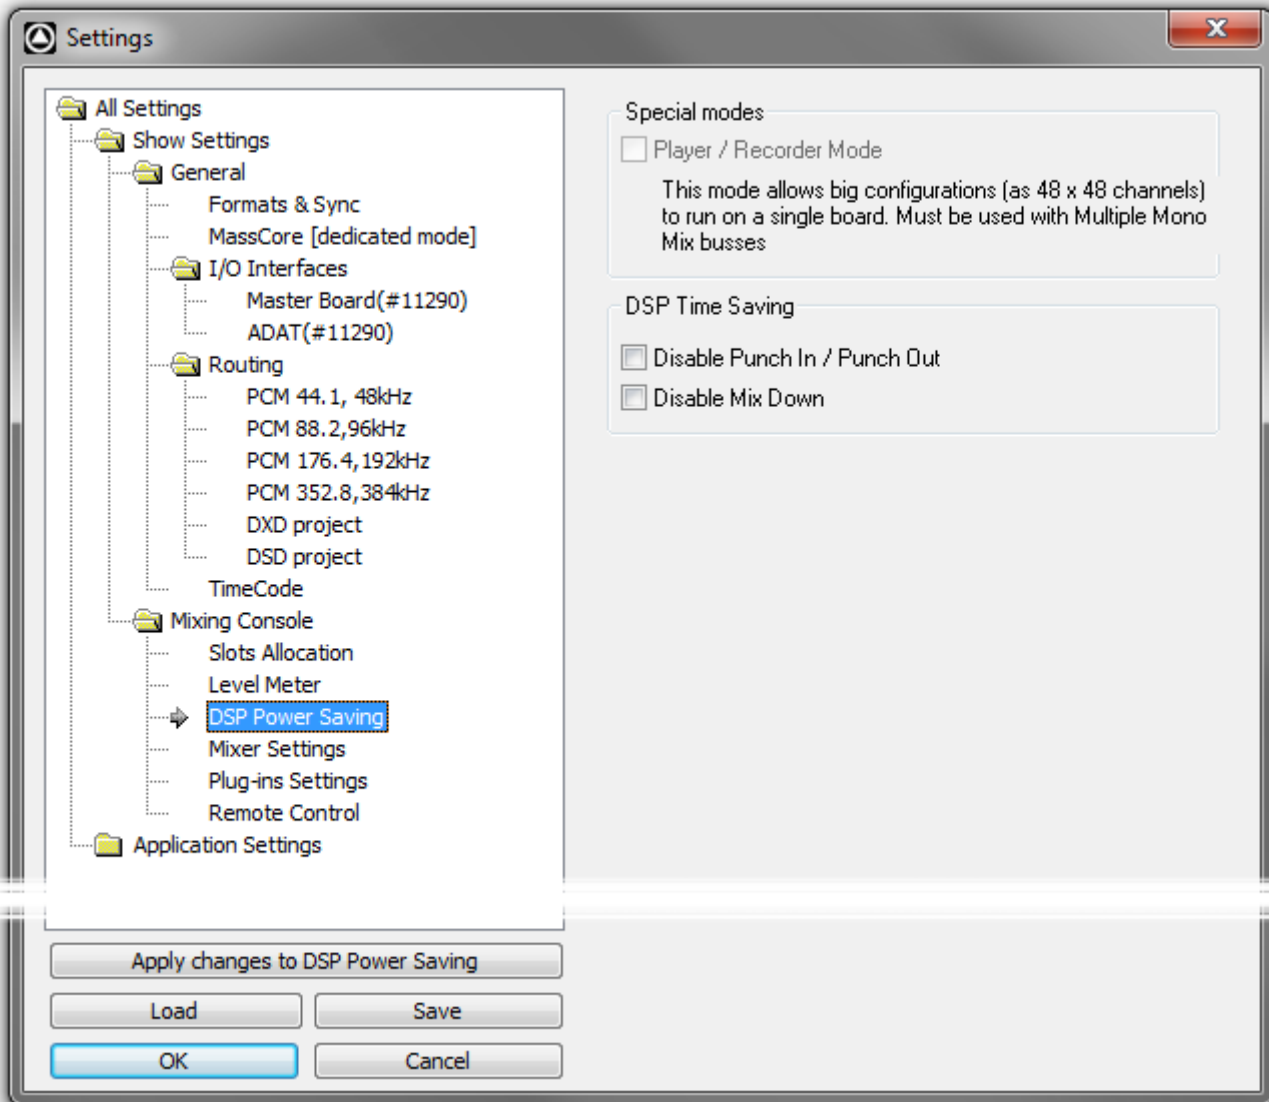 Settings
x
All Settings
Show Settings
General
Formats & Sync
MassCore [dedicated mode]
I/O Interfaces
Master Board(#11290)
ADAT(#11290)
Routing
PCM 44.1, 48kHz
PCM 88.2,96kHz
PCM 176.4,192kHz
PCM 352.8,384kHz
DXD project
DSD project
TimeCode
Mixing Console
Slots Allocation
Level Meter
DSP Power Saving
Mixer Settings
Plug-ins Settings
Remote Control
Application Settings
Special modes
Player / Recorder Mode
This mode allows big configurations (as 48 x 48 channels)
to run on a single board. Must be used with Multiple Mono
Mix busses
DSP Time Saving
Disable Punch In / Punch Out
Disable Mix Down
Apply changes to DSP Power Saving
Load
Save
OK
Cancel